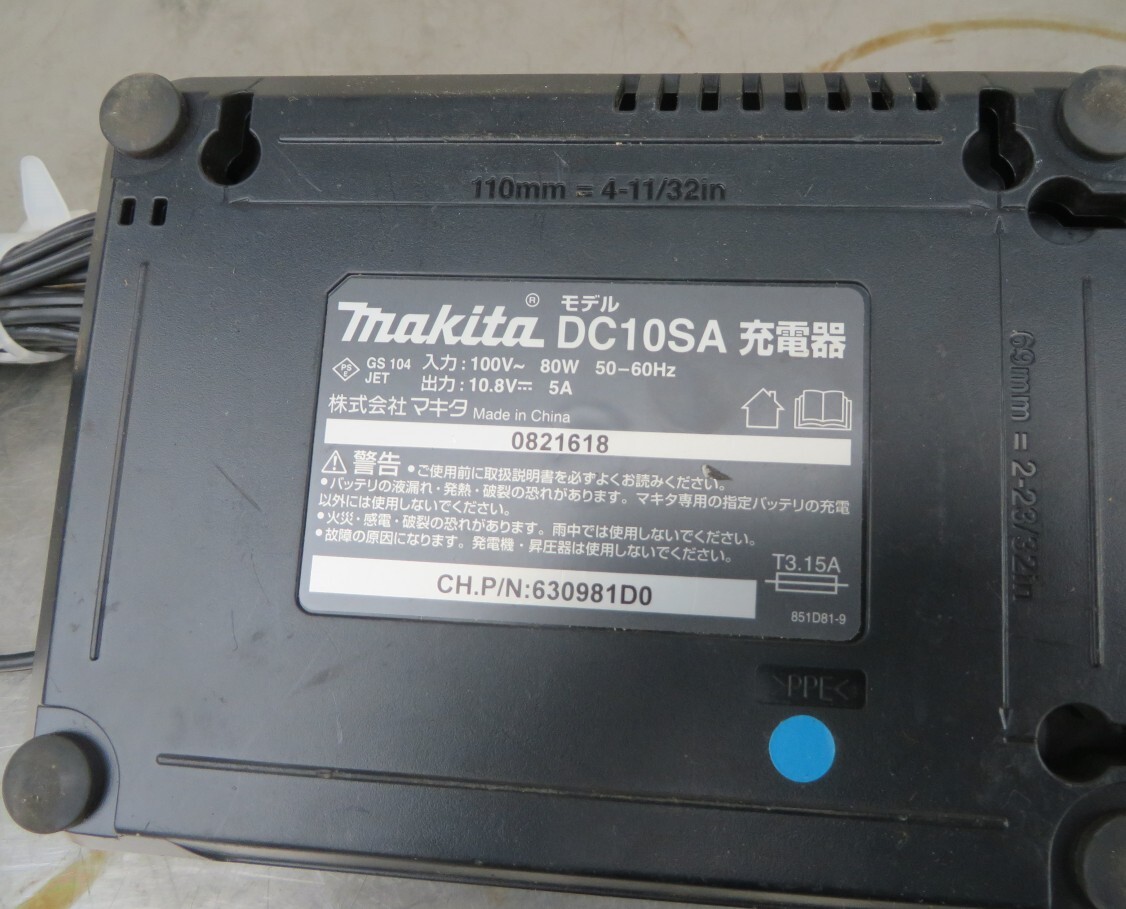 110mm = 4-11/32in
69mm = 2-23/32in
makita® モデル DC10SA 充電器
PSE GS 104 JET
入力:100V~ 80W 50-60Hz
出力:10.8V⎓ 5A
株式会社 マキタ Made in China
0821618
⚠警告 •ご使用前に取扱説明書を必ずよくお読みください。
•バッテリの液漏れ・発熱・破裂の恐れがあります。マキタ専用の指定バッテリの充電
以外には使用しないでください。
•火災・感電・破裂の恐れがあります。雨中では使用しないでください。
•故障の原因になります。発電機・昇圧器は使用しないでください。
T3.15A
CH.P/N:630981D0
851D81-9
>PPE<